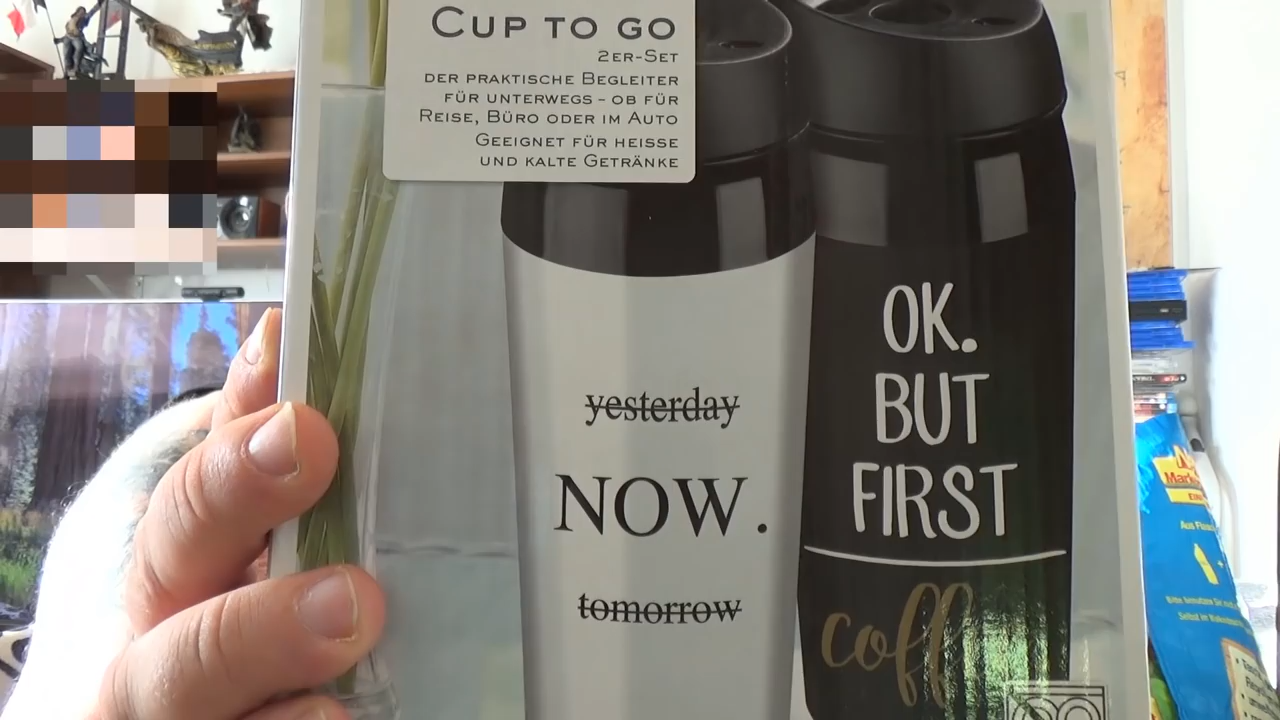 CUP TO GO
2ER-SET
DER PRAKTISCHE BEGLEITER
FÜR UNTERWEGS – OB FÜR
REISE, BÜRO ODER IM AUTO
GEEIGNET FÜR HEISSE
UND KALTE GETRÄNKE
yesterday
NOW.
tomorrow
OK.
BUT
FIRST
coff